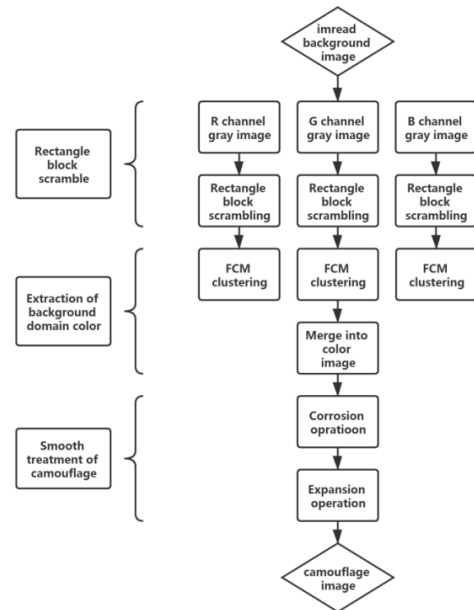 imread
background
image
R channel
gray image
G channel
gray image
B channel
gray image
Rectangle
block
scramble
Rectangle
block
scrambling
Rectangle
block
scrambling
Rectangle
block
scrambling
Extraction of
background
domain color
FCM
clustering
FCM
clustering
FCM
clustering
Merge into
color
image
Smooth
treatment of
camouflage
Corrosion
opratioon
Expansion
operation
camouflage
image